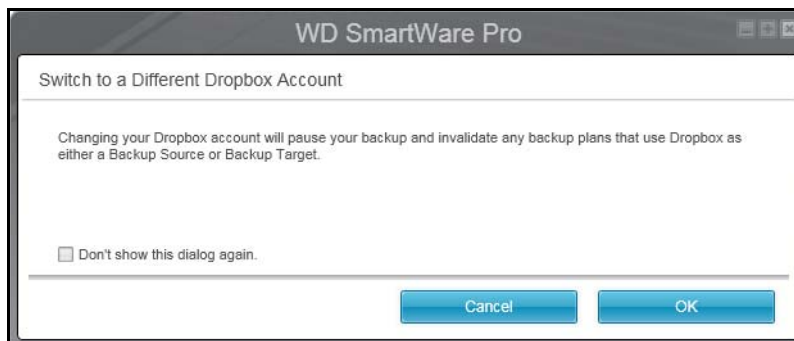 WD SmartWare Pro
Switch to a Different Dropbox Account
Changing your Dropbox account will pause your backup and invalidate any backup plans that use Dropbox as
either a Backup Source or Backup Target.
Don't show this dialog again.
Cancel OK